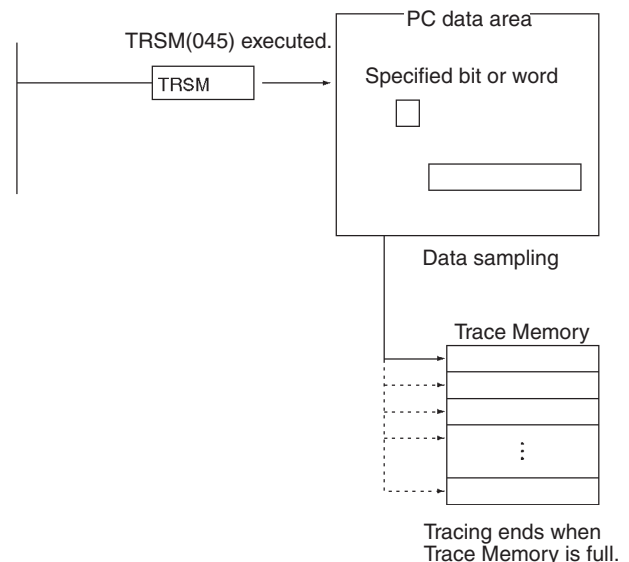 PC data area
TRSM(045) executed.
Specified bit or word
TRSM
Data sampling
Trace Memory
Tracing ends when
Trace Memory is full.